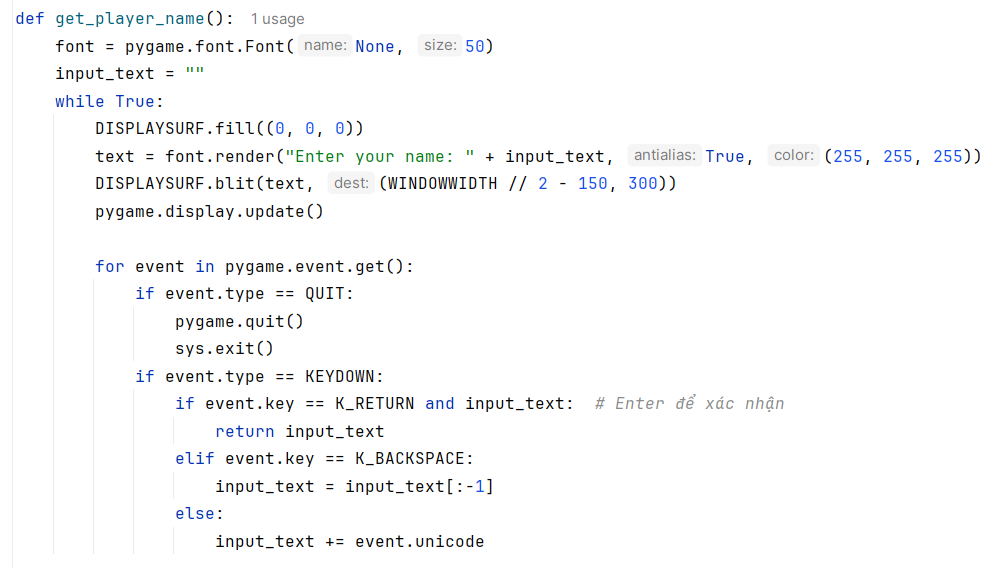 def get_player_name():  1 usage
    font = pygame.font.Font( name: None, size: 50)
    input_text = ""
    while True:
        DISPLAYSURF.fill((0, 0, 0))
        text = font.render("Enter your name: " + input_text, antialias: True, color: (255, 255, 255))
        DISPLAYSURF.blit(text, dest: (WINDOWWIDTH // 2 - 150, 300))
        pygame.display.update()

        for event in pygame.event.get():
            if event.type == QUIT:
                pygame.quit()
                sys.exit()
            if event.type == KEYDOWN:
                if event.key == K_RETURN and input_text:  # Enter để xác nhận
                    return input_text
                elif event.key == K_BACKSPACE:
                    input_text = input_text[:-1]
                else:
                    input_text += event.unicode